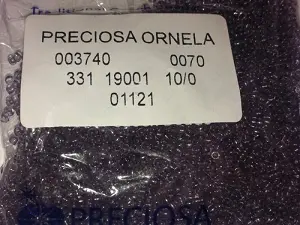 PRECIOSA ORNELA
003740 0070
331 19001 10/0
01121
PRECIOSA